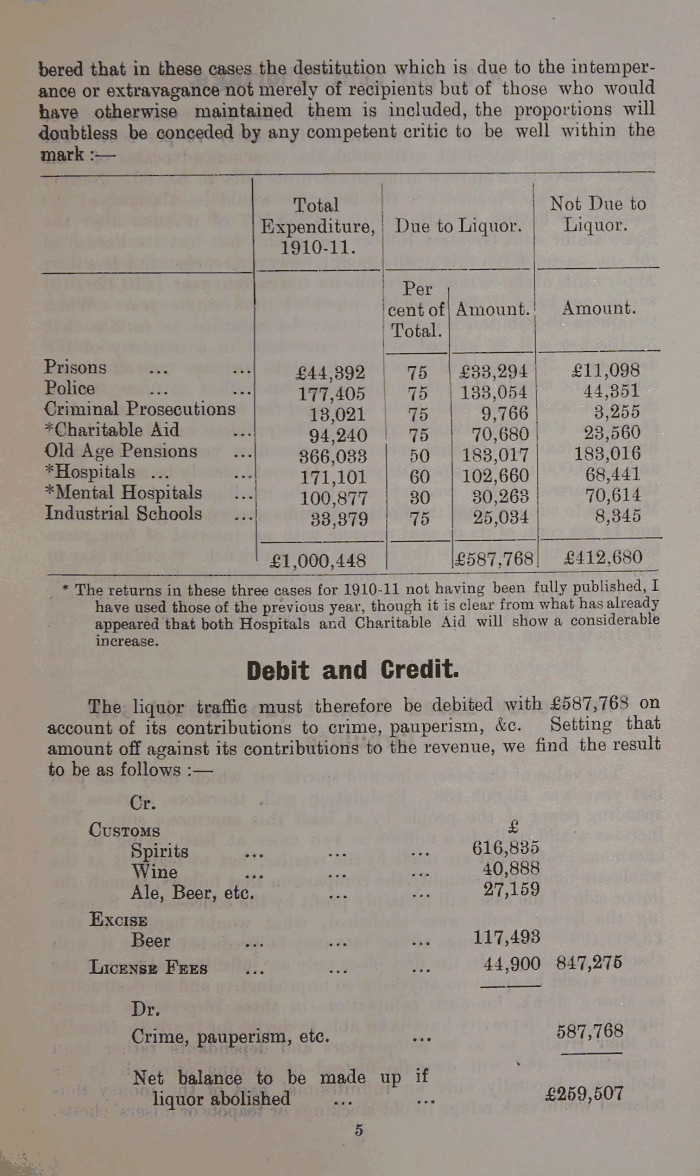 bered that in these cases the destitution which is due to the intemper-
ance or extravagance not merely of recipients but of those who would
have otherwise maintained them is included, the proportions will
doubtless be conceded by any competent critic to be well within the
mark :—
Total Expenditure, 1910-11. Due to Liquor. Not Due to Liquor.
Per cent of Total. Amount. Amount.
Prisons ... ... £44,392 75 £33,294 £11,098
Police ... ... 177,405 75 133,054 44,351
Criminal Prosecutions 13,021 75 9,766 3,255
*Charitable Aid ... 94,240 75 70,680 23,560
Old Age Pensions ... 366,033 50 183,017 183,016
*Hospitals ... ... 171,101 60 102,660 68,441
*Mental Hospitals ... 100,877 30 30,263 70,614
Industrial Schools ... 33,379 75 25,034 8,345
£1,000,448 £587,768 £412,680
* The returns in these three cases for 1910-11 not having been fully published, I
have used those of the previous year, though it is clear from what has already
appeared that both Hospitals and Charitable Aid will show a considerable
increase.
Debit and Credit.
The liquor traffic must therefore be debited with £587,768 on
account of its contributions to crime, pauperism, &c. Setting that
amount off against its contributions to the revenue, we find the result
to be as follows :—
Cr.
CUSTOMS £
Spirits ... ... ... 616,835
Wine ... ... ... 40,888
Ale, Beer, etc. ... ... 27,159
EXCISE
Beer ... ... ... 117,493
LICENSE FEES ... ... ... 44,900 847,275
Dr.
Crime, pauperism, etc. ... 587,768
Net balance to be made up if
liquor abolished ... ... £259,507
5